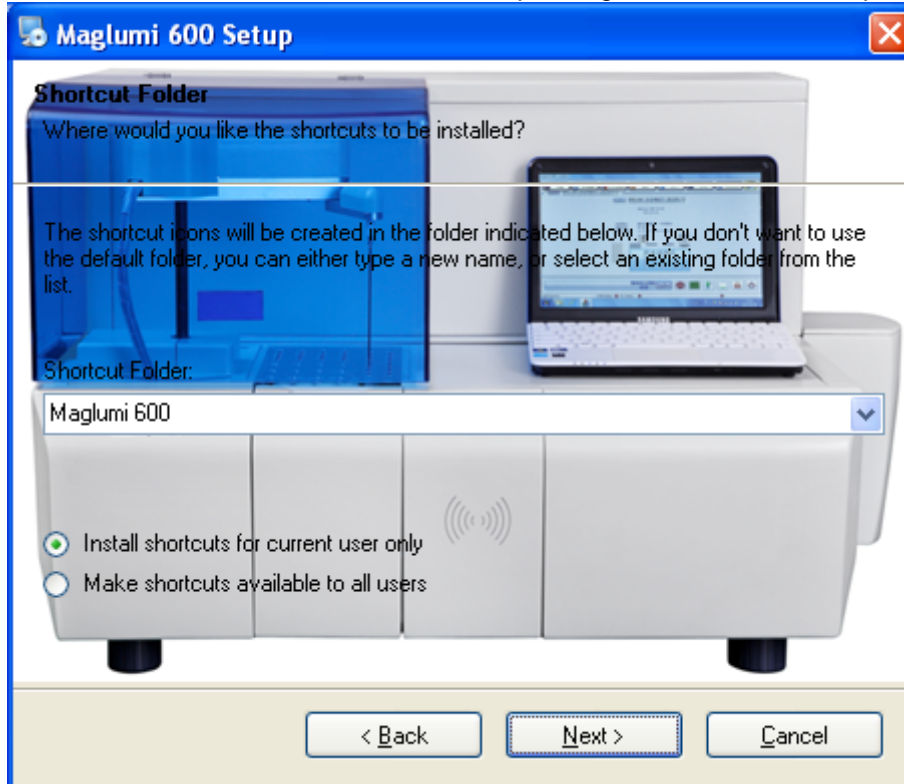 Maglumi 600 Setup
Shortcut Folder
Where would you like the shortcuts to be installed?
The shortcut icons will be created in the folder indicated below. If you don't want to use
the default folder, you can either type a new name, or select an existing folder from the
list.
Shortcut Folder:
Maglumi 600
Install shortcuts for current user only
Make shortcuts available to all users
< Back
Next >
Cancel